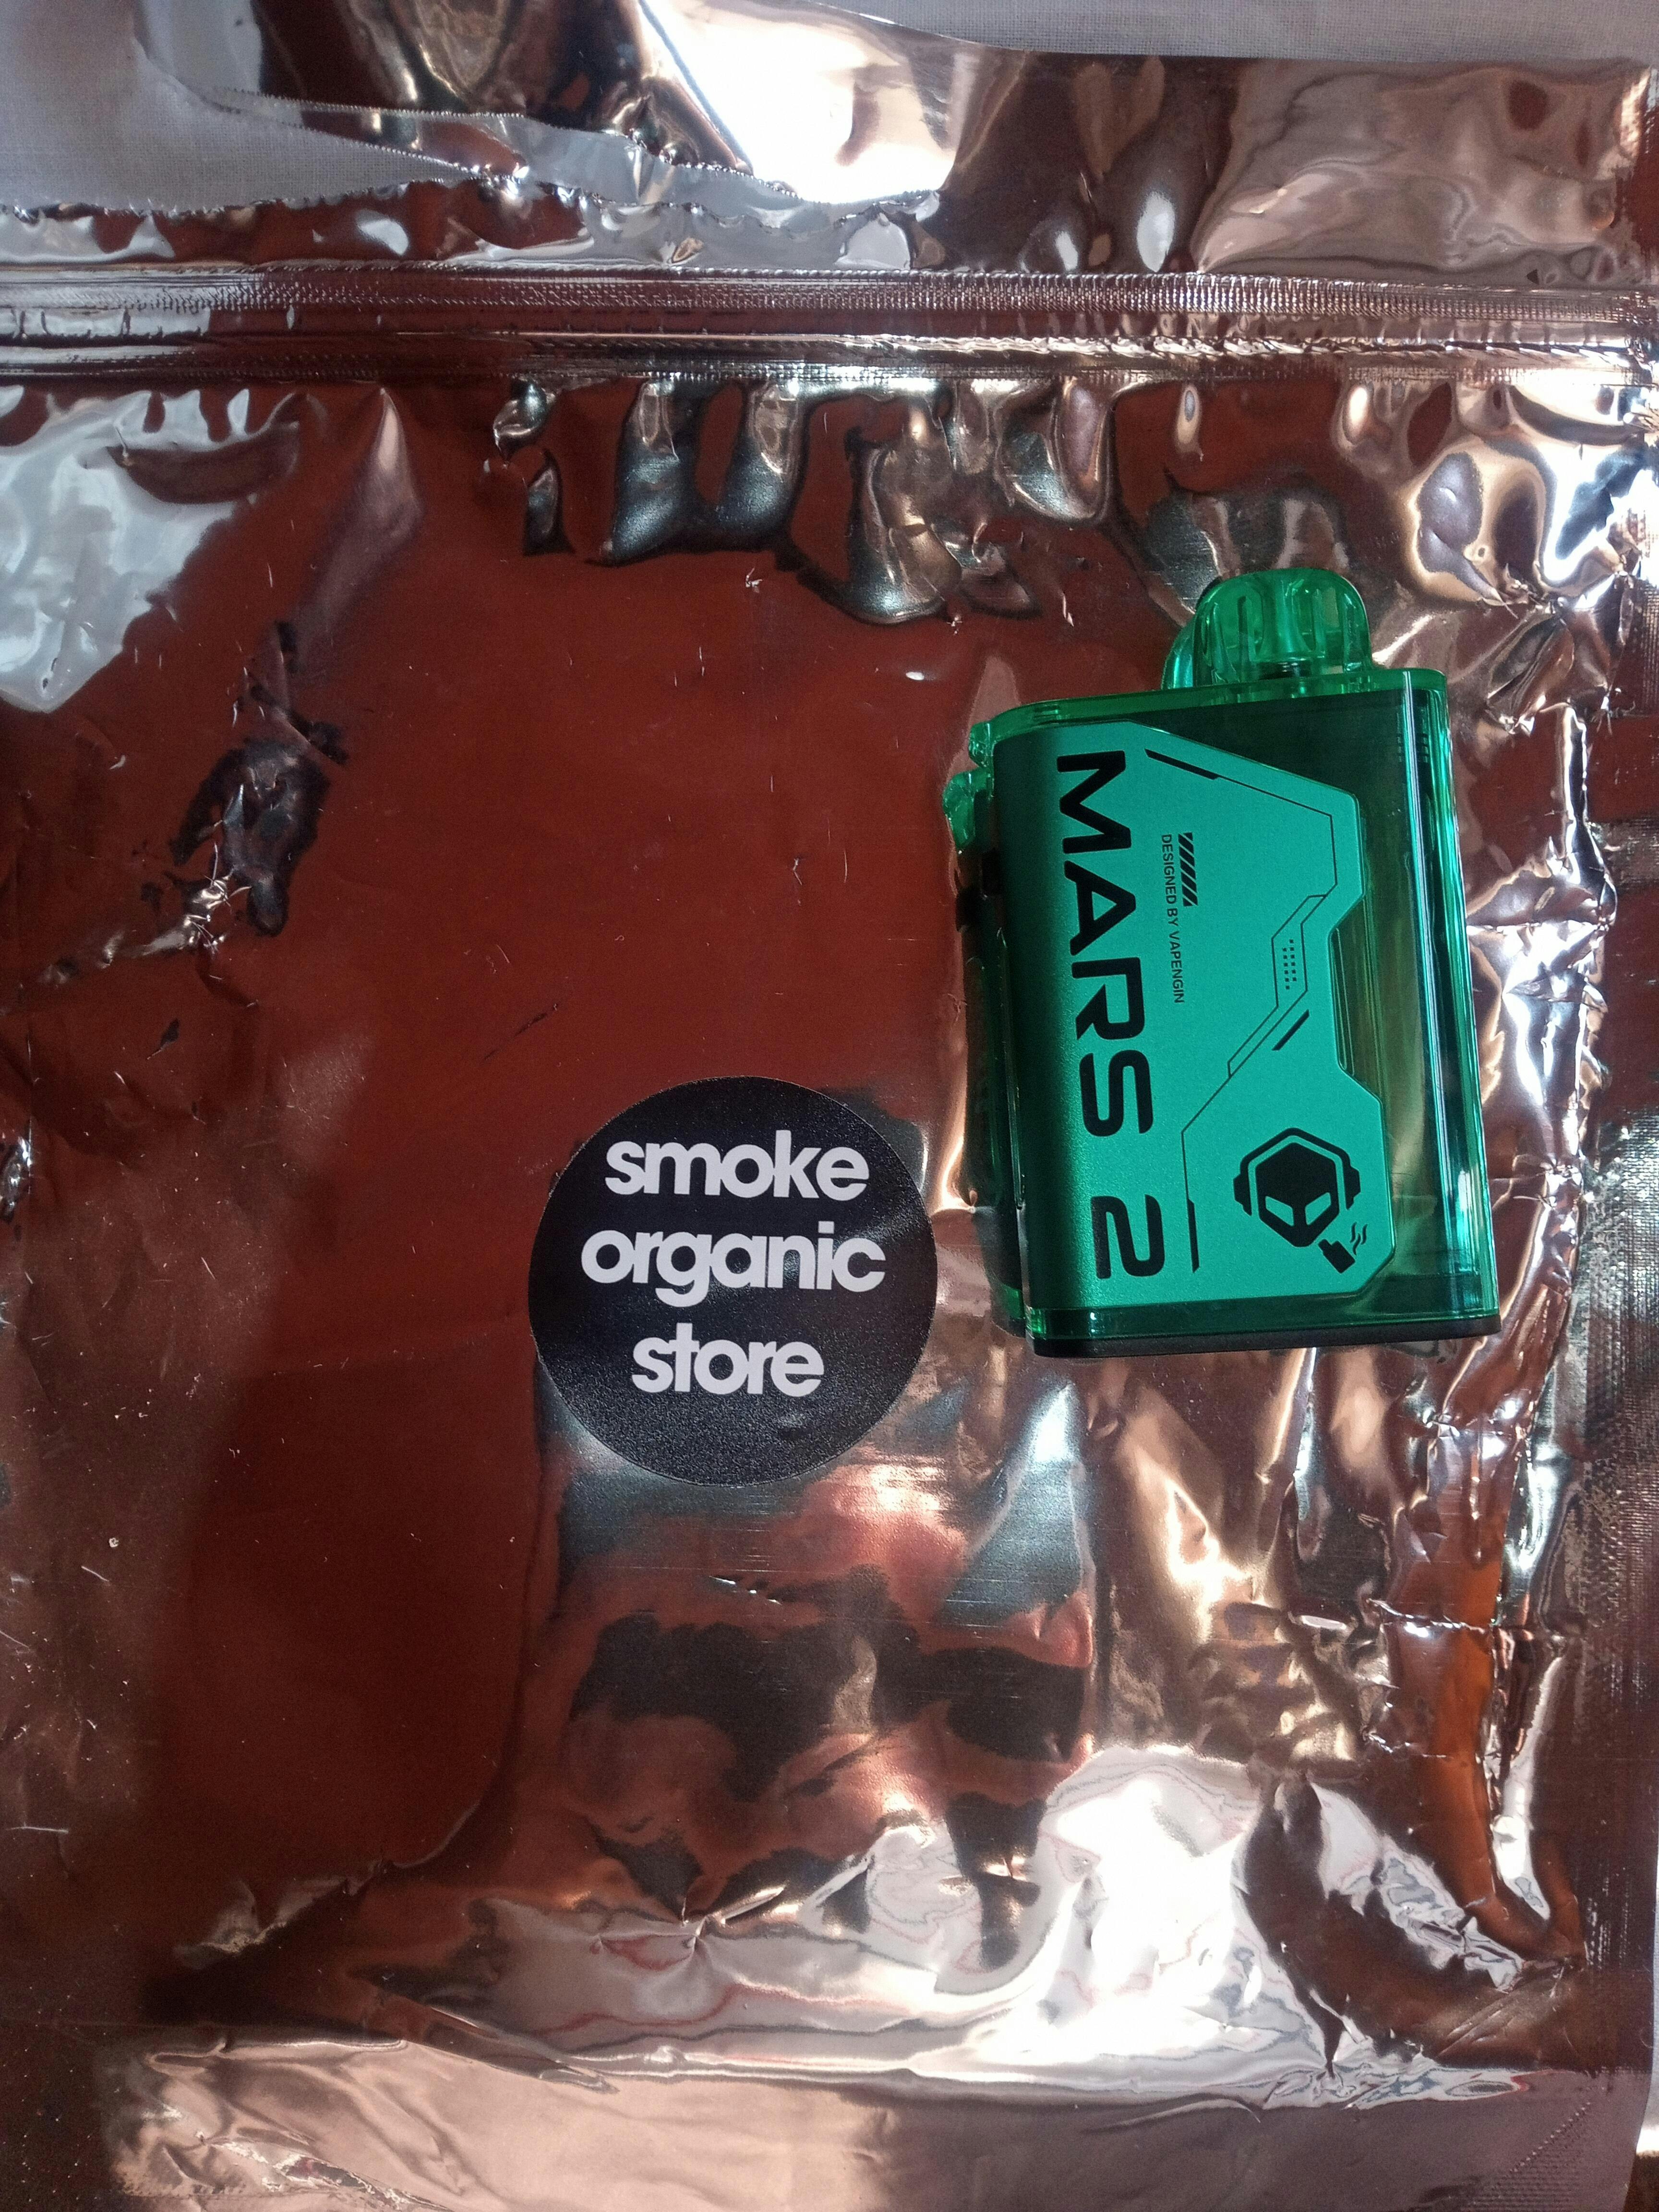 smoke
organic
store
MARS 2
DESIGNED BY VAPENGIN